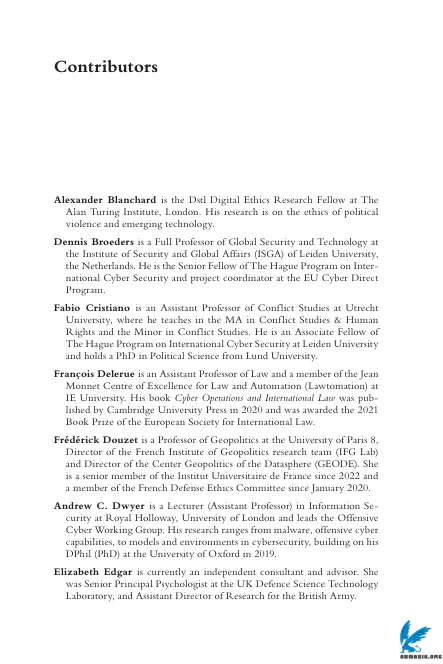 Contributors
Alexander Blanchard is the Dstl Digital Ethics Research Fellow at The
Alan Turing Institute, London. His research is on the ethics of political
violence and emerging technology.
Dennis Broeders is a Full Professor of Global Security and Technology at
the Institute of Security and Global Affairs (ISGA) of Leiden University,
the Netherlands. He is the Senior Fellow of The Hague Program on Inter-
national Cyber Security and project coordinator at the EU Cyber Direct
Program.
Fabio Cristiano is an Assistant Professor of Conflict Studies at Utrecht
University, where he teaches in the MA in Conflict Studies & Human
Rights and the Minor in Conflict Studies. He is an Associate Fellow of
The Hague Program on International Cyber Security at Leiden University
and holds a PhD in Political Science from Lund University.
François Delerue is an Assistant Professor of Law and a member of the Jean
Monnet Centre of Excellence for Law and Automation (Lawtomation) at
IE University. His book Cyber Operations and International Law was pub-
lished by Cambridge University Press in 2020 and was awarded the 2021
Book Prize of the European Society for International Law.
Frédérick Douzet is a Professor of Geopolitics at the University of Paris 8,
Director of the French Institute of Geopolitics research team (IFG Lab)
and Director of the Center Geopolitics of the Datasphere (GEODE). She
is a senior member of the Institut Universitaire de France since 2022 and
a member of the French Defense Ethics Committee since January 2020.
Andrew C. Dwyer is a Lecturer (Assistant Professor) in Information Se-
curity at Royal Holloway, University of London and leads the Offensive
Cyber Working Group. His research ranges from malware, offensive cyber
capabilities, to models and environments in cybersecurity, building on his
DPhil (PhD) at the University of Oxford in 2019.
Elizabeth Edgar is currently an independent consultant and advisor. She
was Senior Principal Psychologist at the UK Defence Science Technology
Laboratory, and Assistant Director of Research for the British Army.